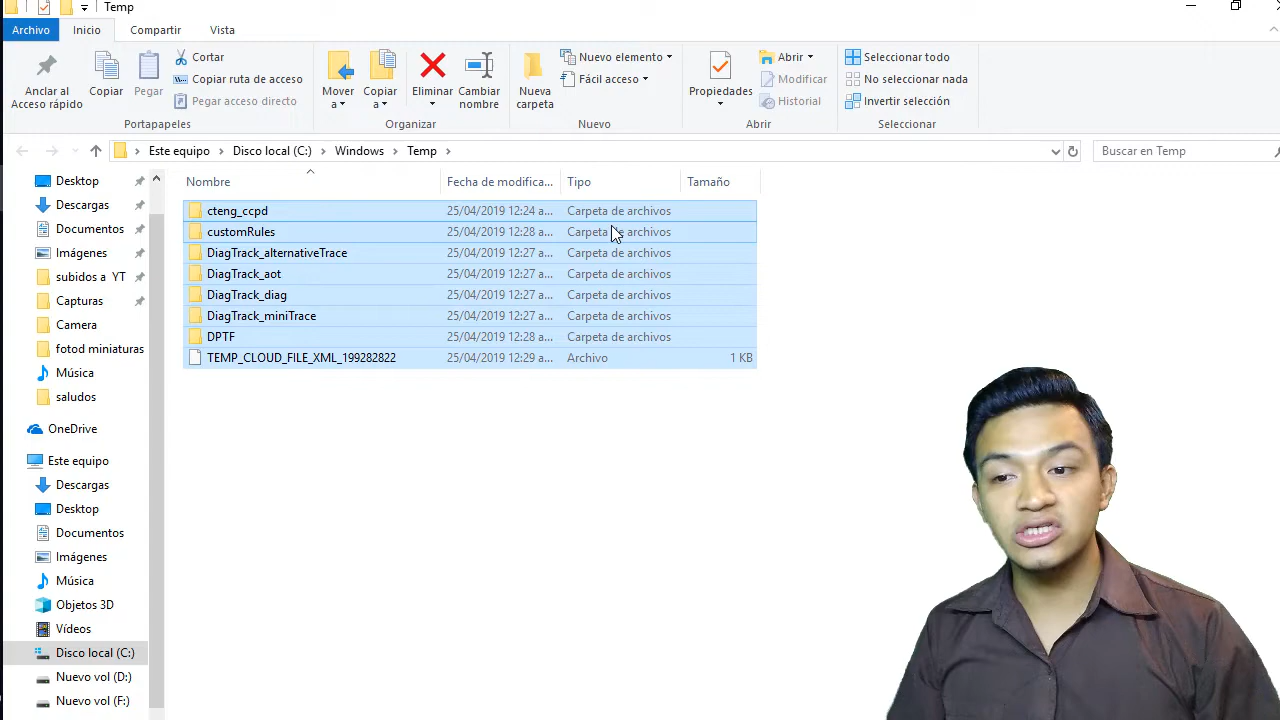 Temp
Archivo Inicio Compartir Vista
Anclar al Acceso rápido
Copiar
Pegar
Cortar
Copiar ruta de acceso
Pegar acceso directo
Portapapeles
Mover a
Copiar a
Eliminar
Cambiar nombre
Organizar
Nueva carpeta
Nuevo elemento
Fácil acceso
Nuevo
Propiedades
Abrir
Modificar
Historial
Abrir
Seleccionar todo
No seleccionar nada
Invertir selección
Seleccionar
Este equipo > Disco local (C:) > Windows > Temp >
Buscar en Temp
Desktop
Descargas
Documentos
Imágenes
subidos a YT
Capturas
Camera
fotod miniaturas
Música
saludos
OneDrive
Este equipo
Descargas
Desktop
Documentos
Imágenes
Música
Objetos 3D
Vídeos
Disco local (C:)
Nuevo vol (D:)
Nuevo vol (F:)
Nombre Fecha de modifica... Tipo Tamaño
cteng_ccpd 25/04/2019 12:24 a... Carpeta de archivos
customRules 25/04/2019 12:28 a... Carpeta de archivos
DiagTrack_alternativeTrace 25/04/2019 12:27 a... Carpeta de archivos
DiagTrack_aot 25/04/2019 12:27 a... Carpeta de archivos
DiagTrack_diag 25/04/2019 12:27 a... Carpeta de archivos
DiagTrack_miniTrace 25/04/2019 12:27 a... Carpeta de archivos
DPTF 25/04/2019 12:28 a... Carpeta de archivos
TEMP_CLOUD_FILE_XML_199282822 25/04/2019 12:29 a... Archivo 1 KB